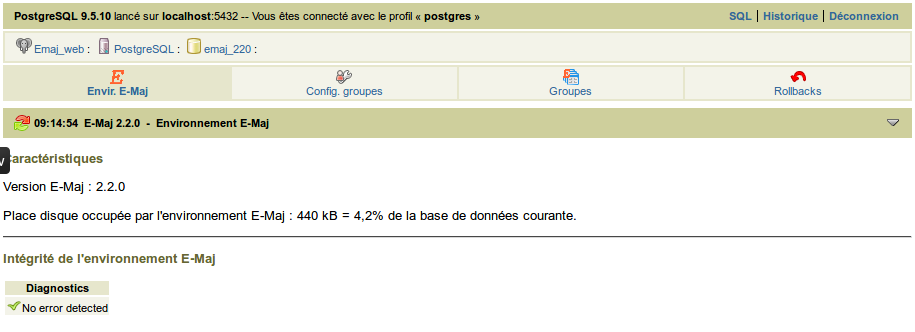 PostgreSQL 9.5.10 lancé sur localhost:5432 -- Vous êtes connecté avec le profil « postgres »
SQL | Historique | Déconnexion
Emaj_web : PostgreSQL : emaj_220 :
Envir. E-Maj
Config. groupes
Groupes
Rollbacks
09:14:54 E-Maj 2.2.0 - Environnement E-Maj
Caractéristiques
Version E-Maj : 2.2.0
Place disque occupée par l'environnement E-Maj : 440 kB = 4,2% de la base de données courante.
Intégrité de l'environnement E-Maj
Diagnostics
No error detected